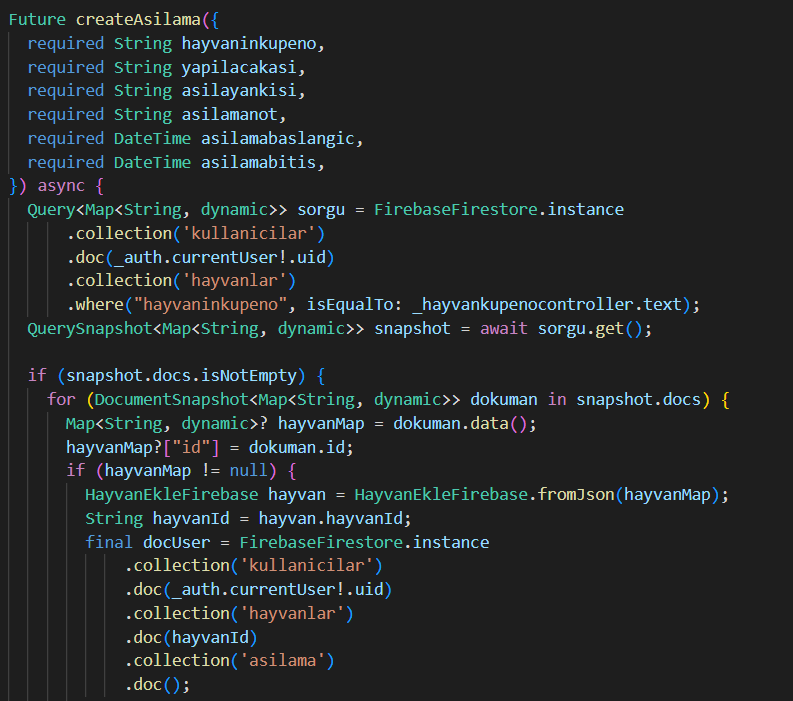 Future createAsilama({
  required String hayvaninkupeno,
  required String yapilacakasi,
  required String asilayankisi,
  required String asilamanot,
  required DateTime asilamabaslangic,
  required DateTime asilamabitis,
}) async {
  Query<Map<String, dynamic>> sorgu = FirebaseFirestore.instance
      .collection('kullanicilar')
      .doc(_auth.currentUser!.uid)
      .collection('hayvanlar')
      .where("hayvaninkupeno", isEqualTo: _hayvankupenocontroller.text);
  QuerySnapshot<Map<String, dynamic>> snapshot = await sorgu.get();

  if (snapshot.docs.isNotEmpty) {
    for (DocumentSnapshot<Map<String, dynamic>> dokuman in snapshot.docs) {
      Map<String, dynamic>? hayvanMap = dokuman.data();
      hayvanMap?["id"] = dokuman.id;
      if (hayvanMap != null) {
        HayvanEkleFirebase hayvan = HayvanEkleFirebase.fromJson(hayvanMap);
        String hayvanId = hayvan.hayvanId;
        final docUser = FirebaseFirestore.instance
            .collection('kullanicilar')
            .doc(_auth.currentUser!.uid)
            .collection('hayvanlar')
            .doc(hayvanId)
            .collection('asilama')
            .doc();